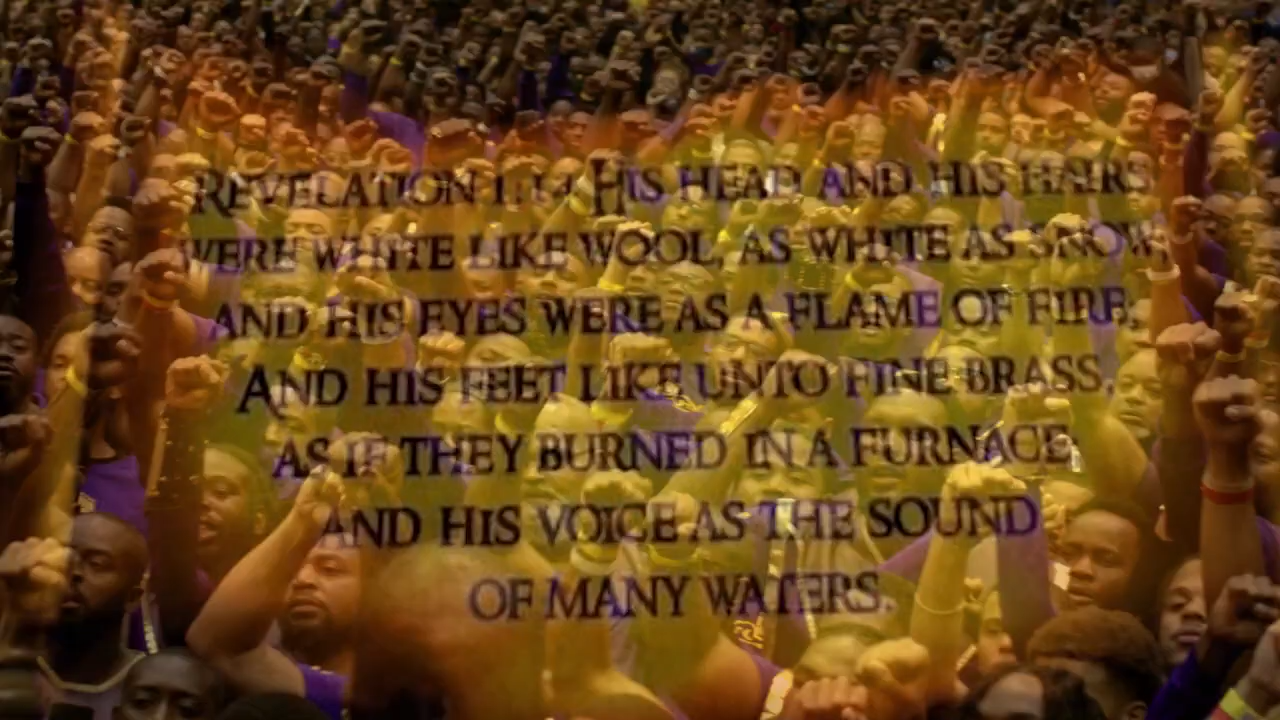 REVELATION 1:14 HIS HEAD AND HIS HAIRS
WERE WHITE LIKE WOOL, AS WHITE AS SNOW,
AND HIS EYES WERE AS A FLAME OF FIRE,
AND HIS FEET LIKE UNTO FINE BRASS,
AS IF THEY BURNED IN A FURNACE;
AND HIS VOICE AS THE SOUND
OF MANY WATERS.